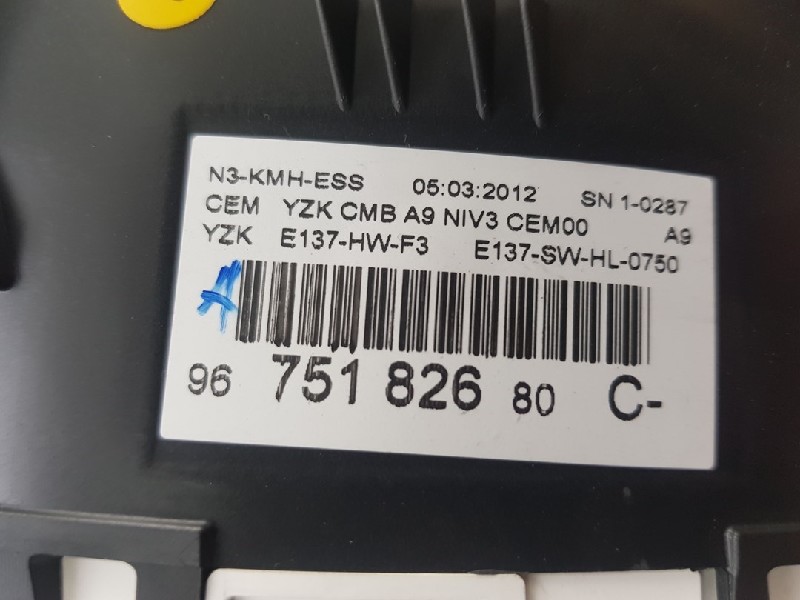 N3-KMH-ESS 05:03:2012 SN 1-0287
CEM YZK CMB A9 NIV3 CEM00 A9
YZK E137-HW-F3 E137-SW-HL-0750
A
96 751 826 80 C-